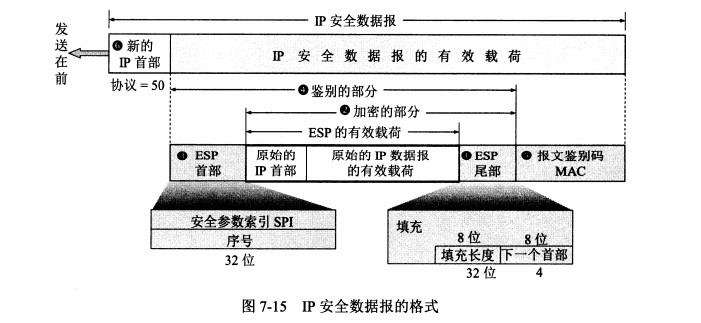 IP 安全数据报
发送在前
❻ 新的
IP 首部
IP 安全数据报的有效载荷
协议 = 50
❹ 鉴别的部分
❷ 加密的部分
ESP 的有效载荷
ESP
首部
原始的
IP 首部
原始的 IP 数据报
的有效载荷
❶ ESP
尾部
报文鉴别码
MAC
安全参数索引 SPI
序号
32 位
填充
8 位
8 位
填充长度
下一个首部
32 位
4
图 7-15 IP 安全数据报的格式